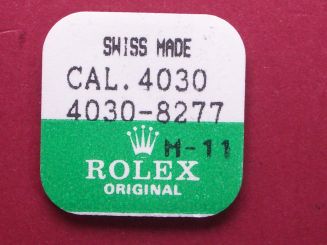 SWISS MADE
CAL. 4030
4030-8277
H-11
ROLEX
ORIGINAL